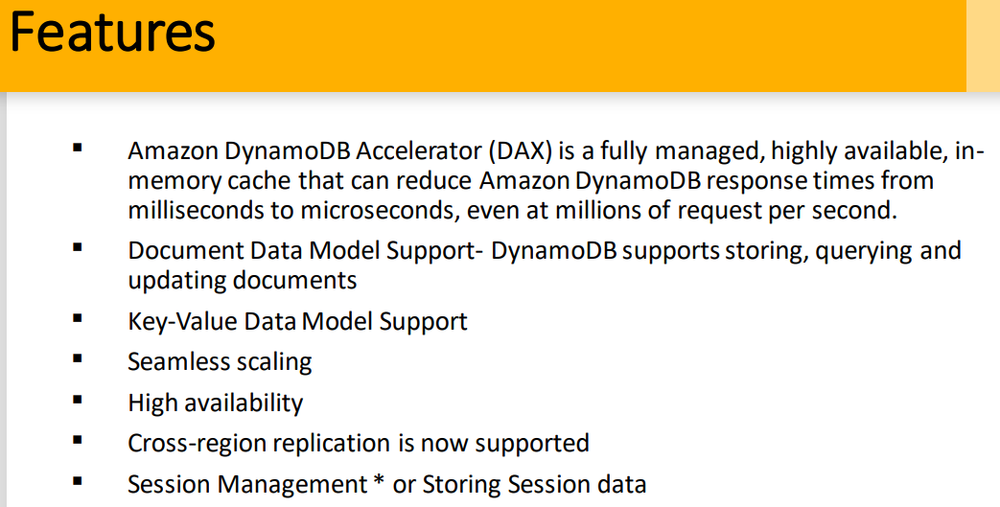 Features
▪ Amazon DynamoDB Accelerator (DAX) is a fully managed, highly available, in-
memory cache that can reduce Amazon DynamoDB response times from
milliseconds to microseconds, even at millions of request per second.
▪ Document Data Model Support- DynamoDB supports storing, querying and
updating documents
▪ Key-Value Data Model Support
▪ Seamless scaling
▪ High availability
▪ Cross-region replication is now supported
▪ Session Management * or Storing Session data